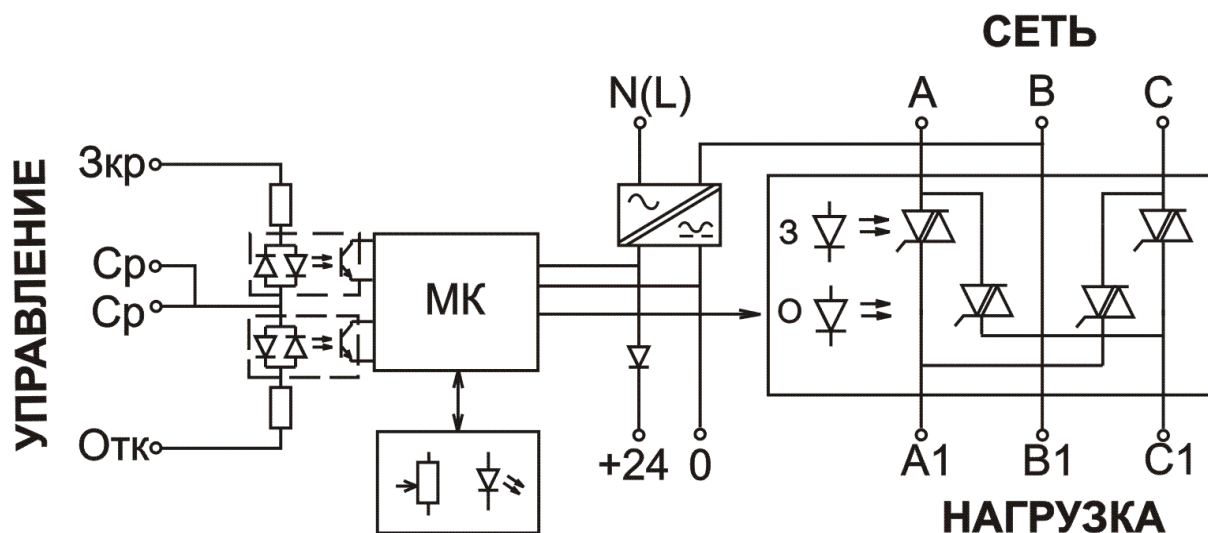 СЕТЬ
N(L) A B C
УПРАВЛЕНИЕ
Зкр
Ср
Ср
Отк
МК
З
О
+24 0
A1 B1 C1
НАГРУЗКА